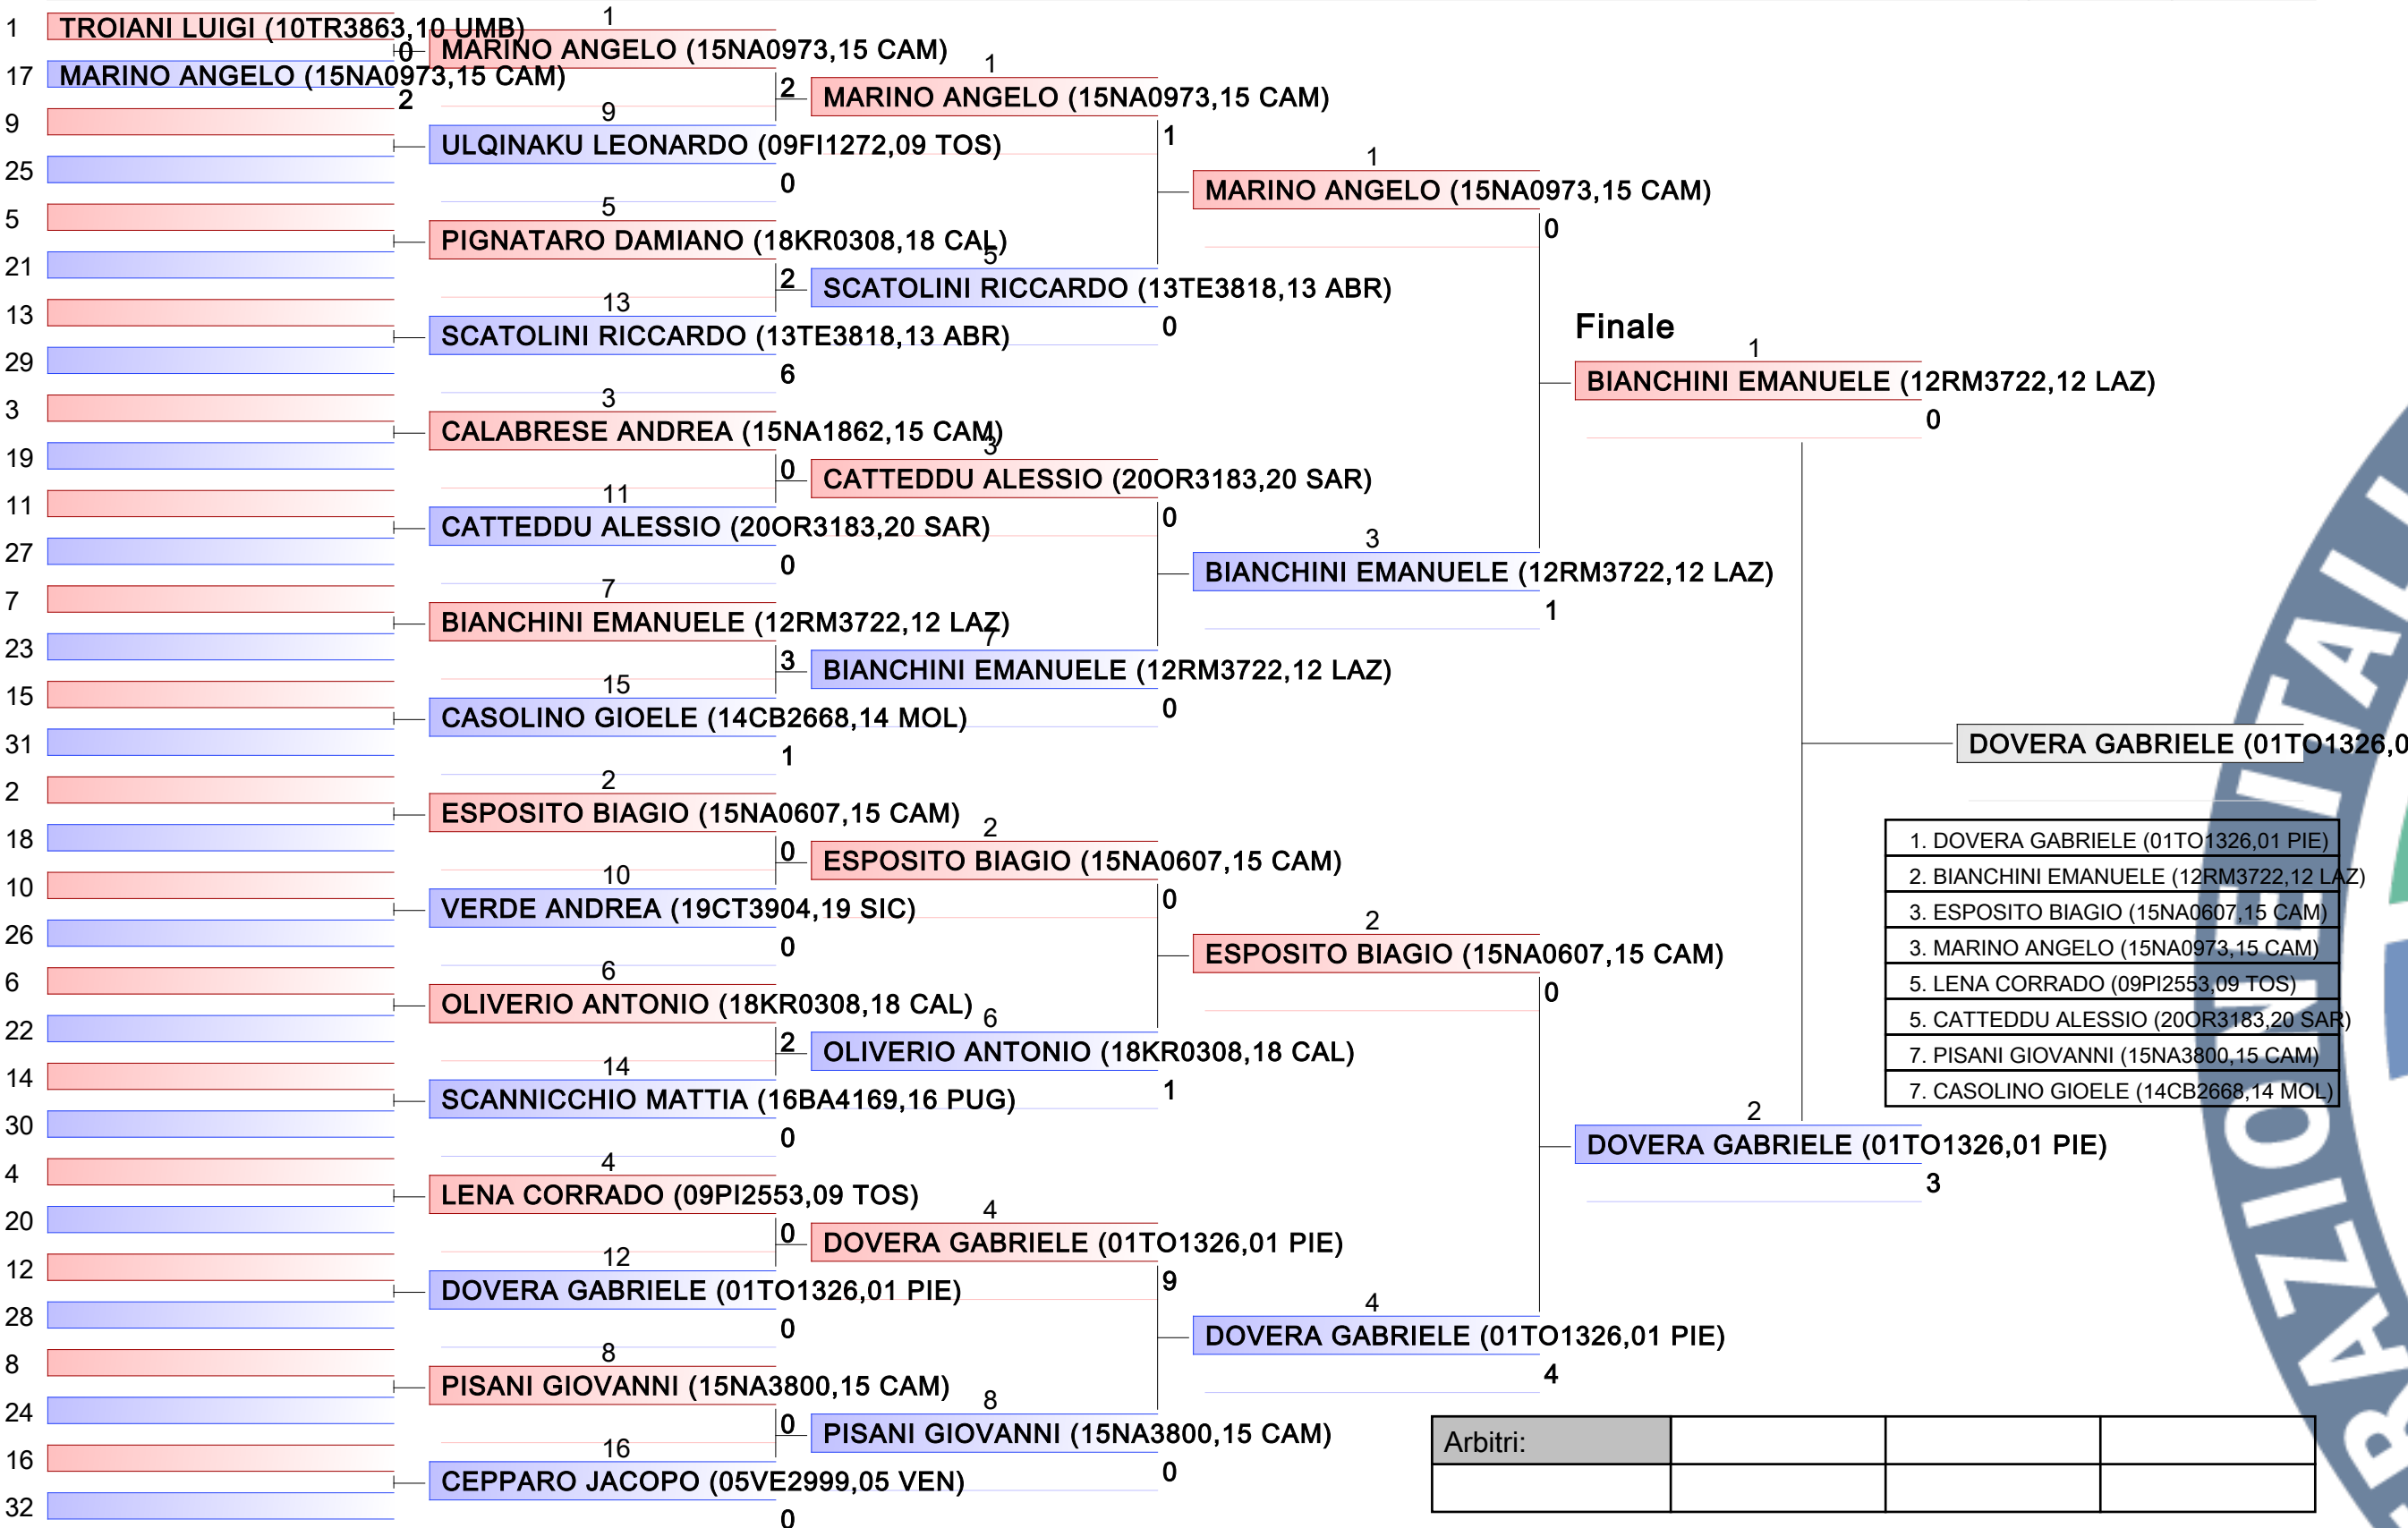 1 TROIANI LUIGI (10TR3863,10 UMB)
0
17 MARINO ANGELO (15NA0973,15 CAM)
2
9
25
5
21
13
29
3
19
11
27
7
23
15
31
2
18
10
26
6
22
14
30
4
20
12
28
8
24
16
32
1
MARINO ANGELO (15NA0973,15 CAM)
2
9
ULQINAKU LEONARDO (09FI1272,09 TOS)
0
5
PIGNATARO DAMIANO (18KR0308,18 CAL)
2
13
SCATOLINI RICCARDO (13TE3818,13 ABR)
6
3
CALABRESE ANDREA (15NA1862,15 CAM)
0
11
CATTEDDU ALESSIO (20OR3183,20 SAR)
0
7
BIANCHINI EMANUELE (12RM3722,12 LAZ)
3
15
CASOLINO GIOELE (14CB2668,14 MOL)
1
2
ESPOSITO BIAGIO (15NA0607,15 CAM)
0
10
VERDE ANDREA (19CT3904,19 SIC)
0
6
OLIVERIO ANTONIO (18KR0308,18 CAL)
2
14
SCANNICCHIO MATTIA (16BA4169,16 PUG)
0
4
LENA CORRADO (09PI2553,09 TOS)
0
12
DOVERA GABRIELE (01TO1326,01 PIE)
0
8
PISANI GIOVANNI (15NA3800,15 CAM)
0
16
CEPPARO JACOPO (05VE2999,05 VEN)
0
1
MARINO ANGELO (15NA0973,15 CAM)
1
5
SCATOLINI RICCARDO (13TE3818,13 ABR)
0
3
CATTEDDU ALESSIO (20OR3183,20 SAR)
0
7
BIANCHINI EMANUELE (12RM3722,12 LAZ)
0
2
ESPOSITO BIAGIO (15NA0607,15 CAM)
0
6
OLIVERIO ANTONIO (18KR0308,18 CAL)
1
4
DOVERA GABRIELE (01TO1326,01 PIE)
9
8
PISANI GIOVANNI (15NA3800,15 CAM)
0
1
MARINO ANGELO (15NA0973,15 CAM)
0
3
BIANCHINI EMANUELE (12RM3722,12 LAZ)
1
2
ESPOSITO BIAGIO (15NA0607,15 CAM)
0
4
DOVERA GABRIELE (01TO1326,01 PIE)
4
Finale
1
BIANCHINI EMANUELE (12RM3722,12 LAZ)
0
2
DOVERA GABRIELE (01TO1326,01 PIE)
3
DOVERA GABRIELE (01TO1326,0
1. DOVERA GABRIELE (01TO1326,01 PIE)
2. BIANCHINI EMANUELE (12RM3722,12 LAZ)
3. ESPOSITO BIAGIO (15NA0607,15 CAM)
3. MARINO ANGELO (15NA0973,15 CAM)
5. LENA CORRADO (09PI2553,09 TOS)
5. CATTEDDU ALESSIO (20OR3183,20 SAR)
7. PISANI GIOVANNI (15NA3800,15 CAM)
7. CASOLINO GIOELE (14CB2668,14 MOL)
Arbitri:
RAZIONE ITALI